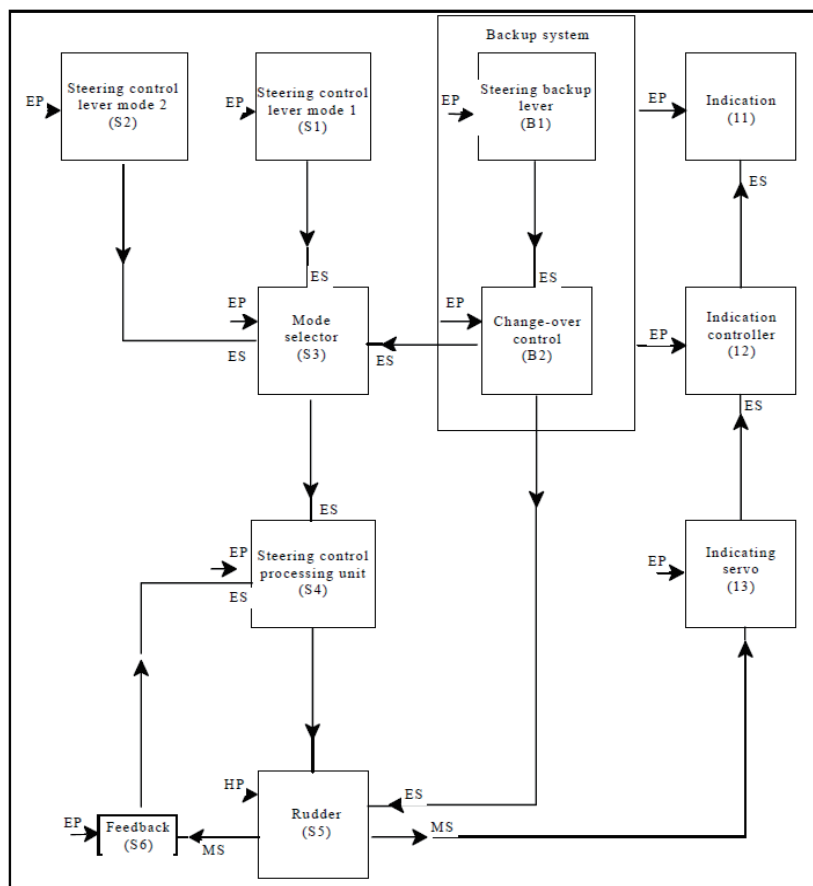 Backup system
Steering control
lever mode 2
(S2)
EP
Steering control
lever mode 1
(S1)
EP
Steering backup
lever
(B1)
EP
Indication
(11)
EP
ES
ES
ES
EP
Mode
selector
(S3)
ES
ES
EP
Change-over
control
(B2)
EP
Indication
controller
(12)
ES
ES
EP
Steering control
processing unit
(S4)
ES
EP
Indicating
servo
(13)
HP
Rudder
(S5)
ES
MS
EP
Feedback
(S6)
MS